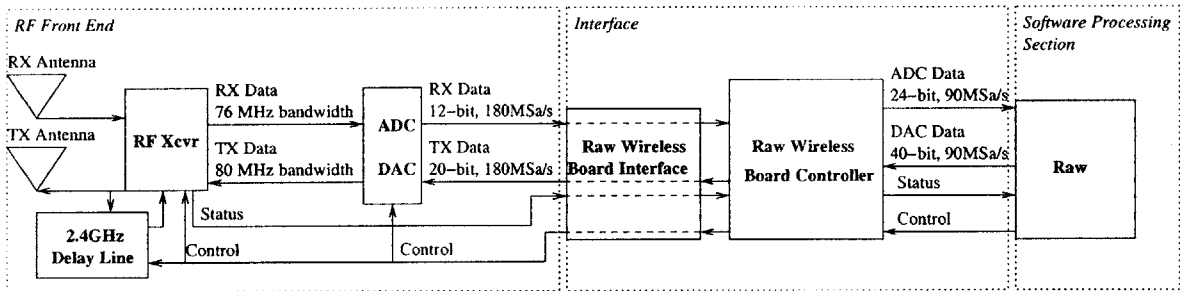 RF Front End
RX Antenna
TX Antenna
RF Xcvr
RX Data
76 MHz bandwidth
TX Data
80 MHz bandwidth
ADC
DAC
RX Data
12-bit, 180MSa/s
TX Data
20-bit, 180MSa/s
2.4GHz
Delay Line
Status
Control
Control
Interface
Raw Wireless
Board Interface
Raw Wireless
Board Controller
ADC Data
24-bit, 90MSa/s
DAC Data
40-bit, 90MSa/s
Status
Control
Software Processing
Section
Raw